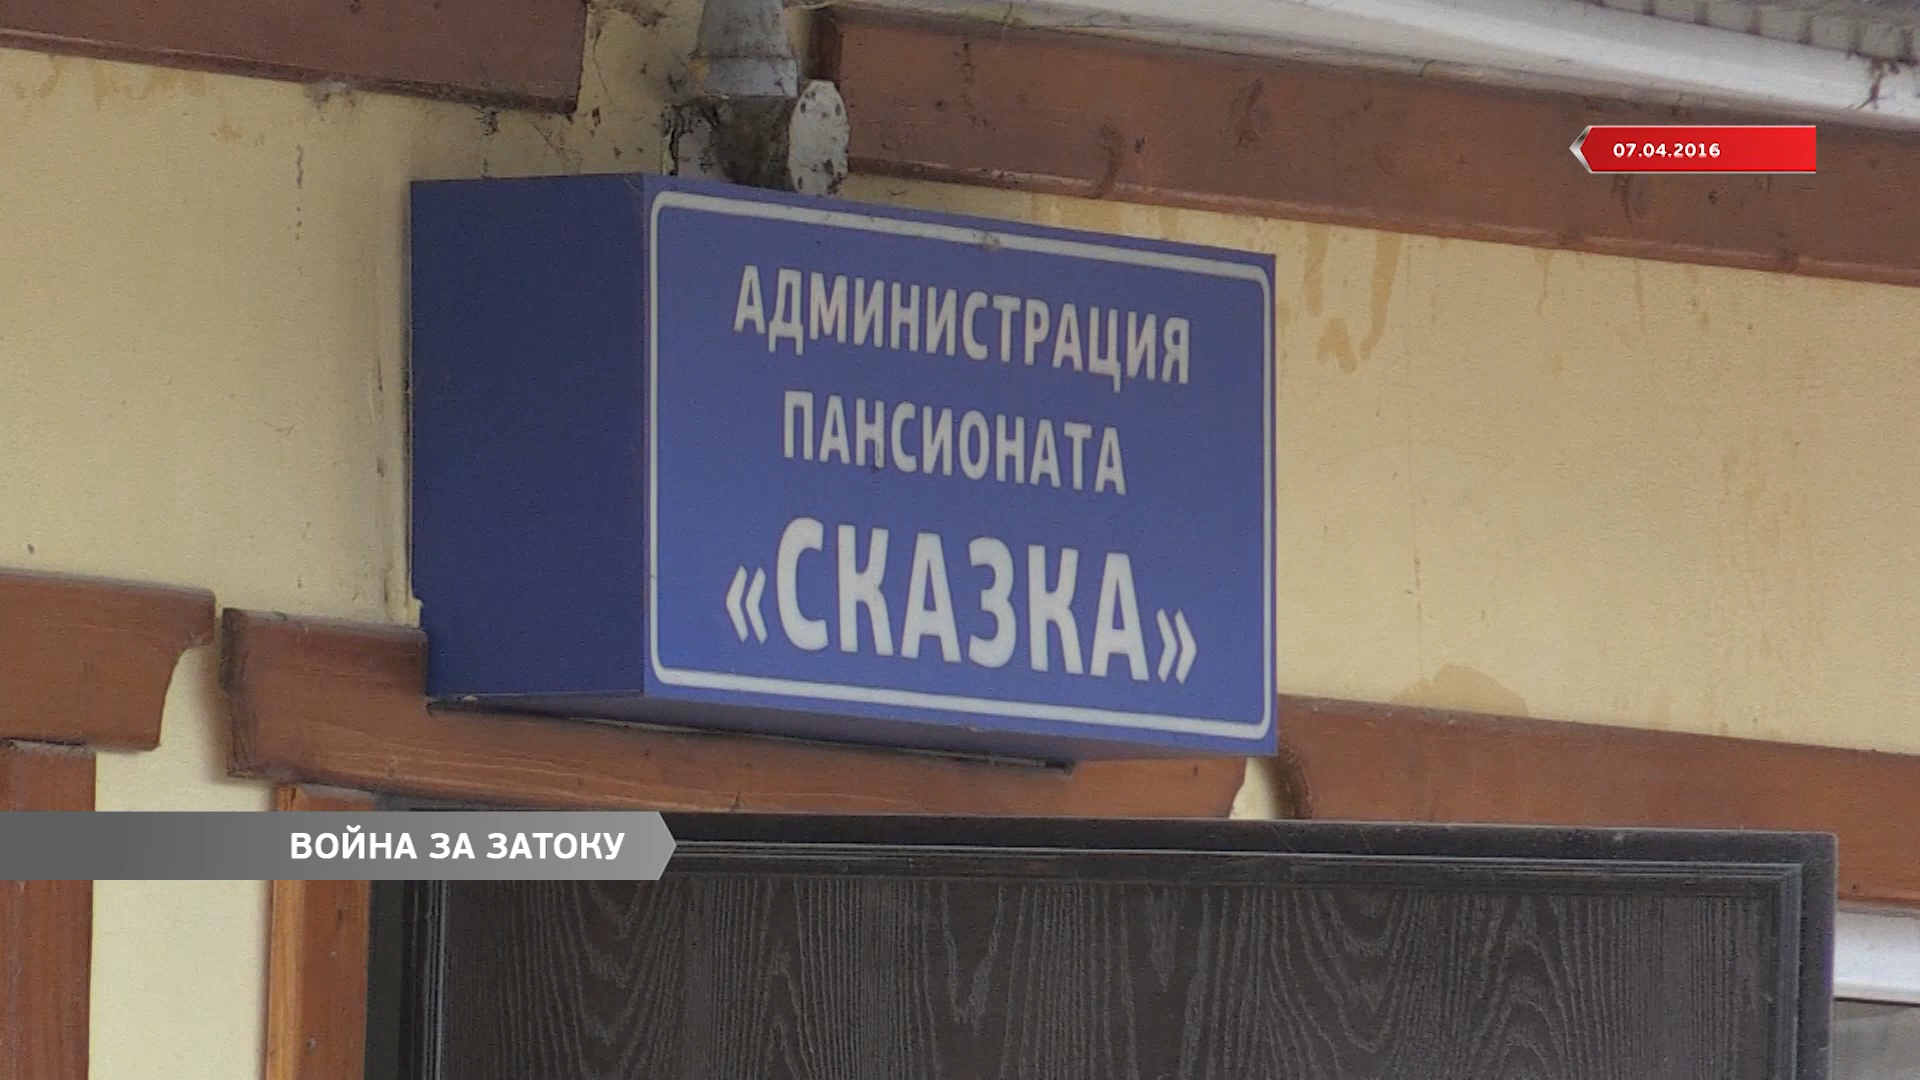 07.04.2016
АДМИНИСТРАЦИЯ
ПАНСИОНАТА
«СКАЗКА»
ВОЙНА ЗА ЗАТОКУ